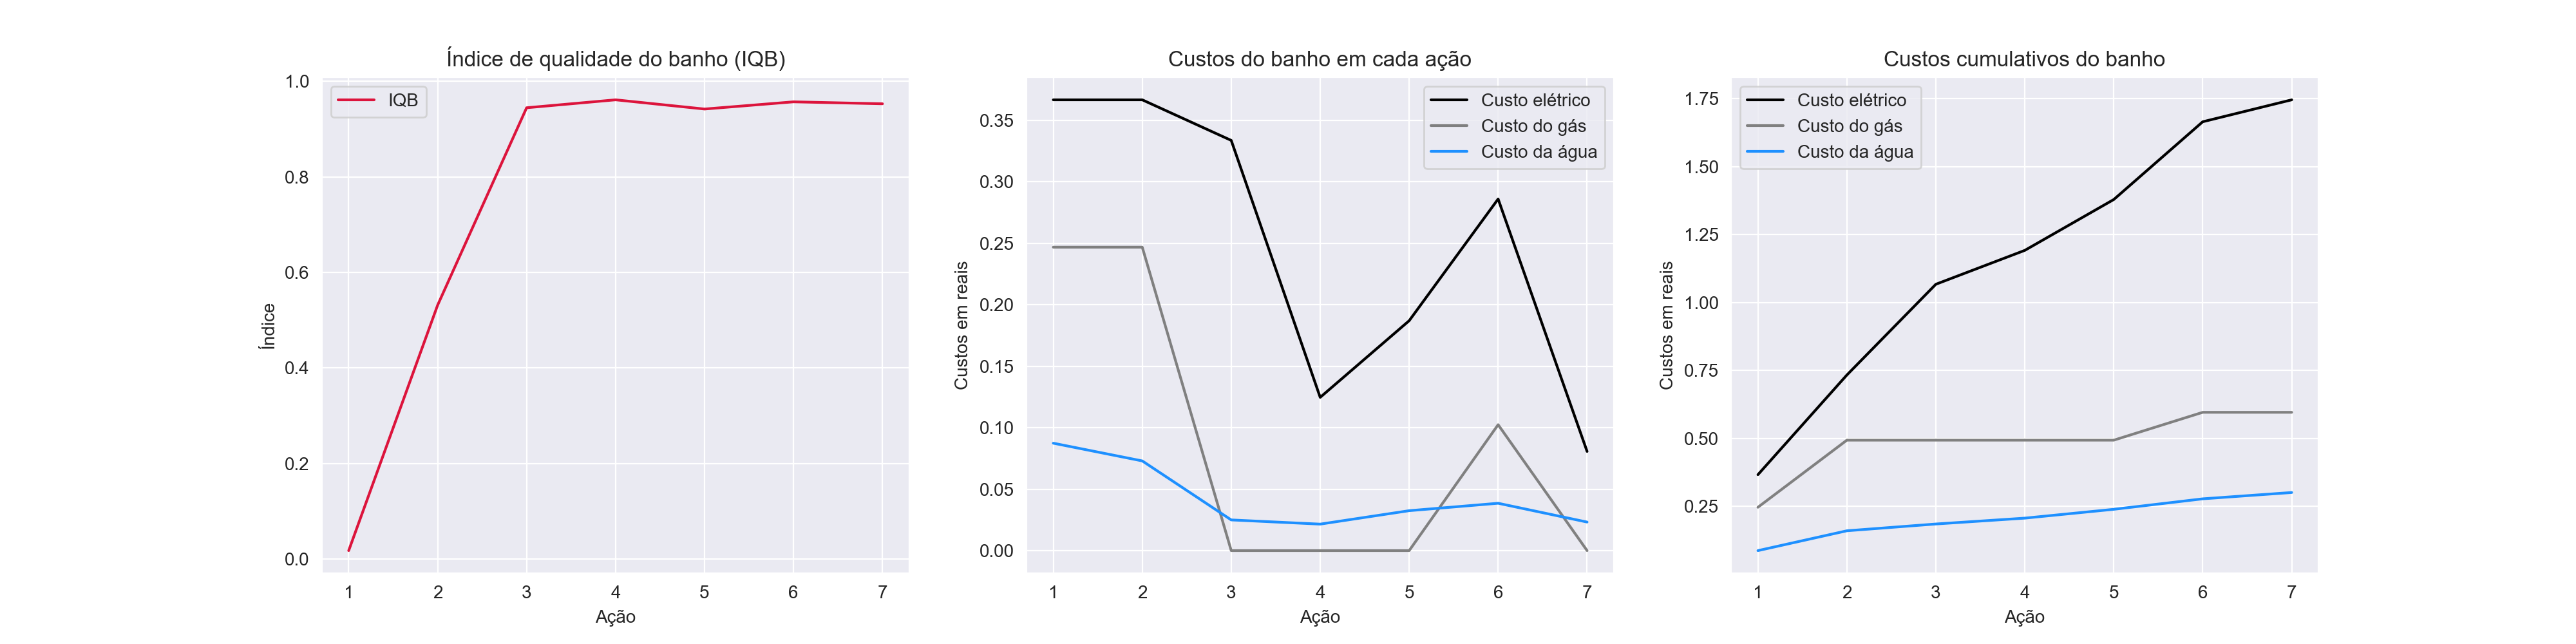 Índice de qualidade do banho (IQB)
IQB
1.0
0.8
0.6
0.4
0.2
0.0
Índice
1 2 3 4 5 6 7
Ação
Custos do banho em cada ação
Custo elétrico
Custo do gás
Custo da água
0.35
0.30
0.25
0.20
0.15
0.10
0.05
0.00
Custos em reais
1 2 3 4 5 6 7
Ação
Custos cumulativos do banho
Custo elétrico
Custo do gás
Custo da água
1.75
1.50
1.25
1.00
0.75
0.50
0.25
Custos em reais
1 2 3 4 5 6 7
Ação